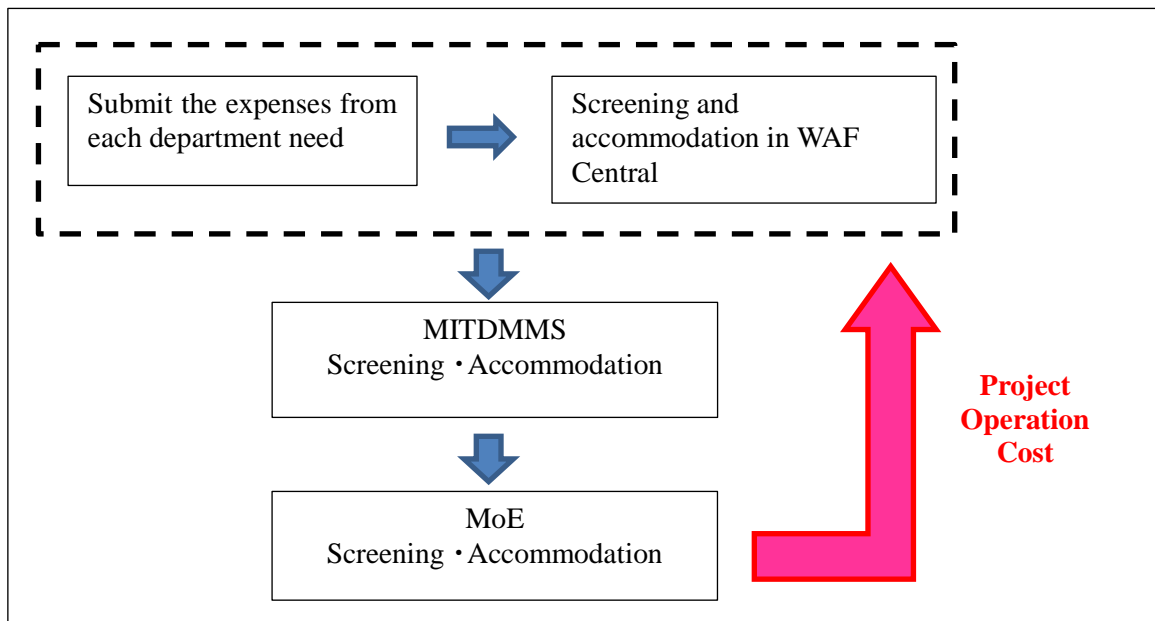 Submit the expenses from
each department need
Screening and
accommodation in WAF
Central
MITDMMS
Screening・Accommodation
Project
Operation
Cost
MoE
Screening・Accommodation